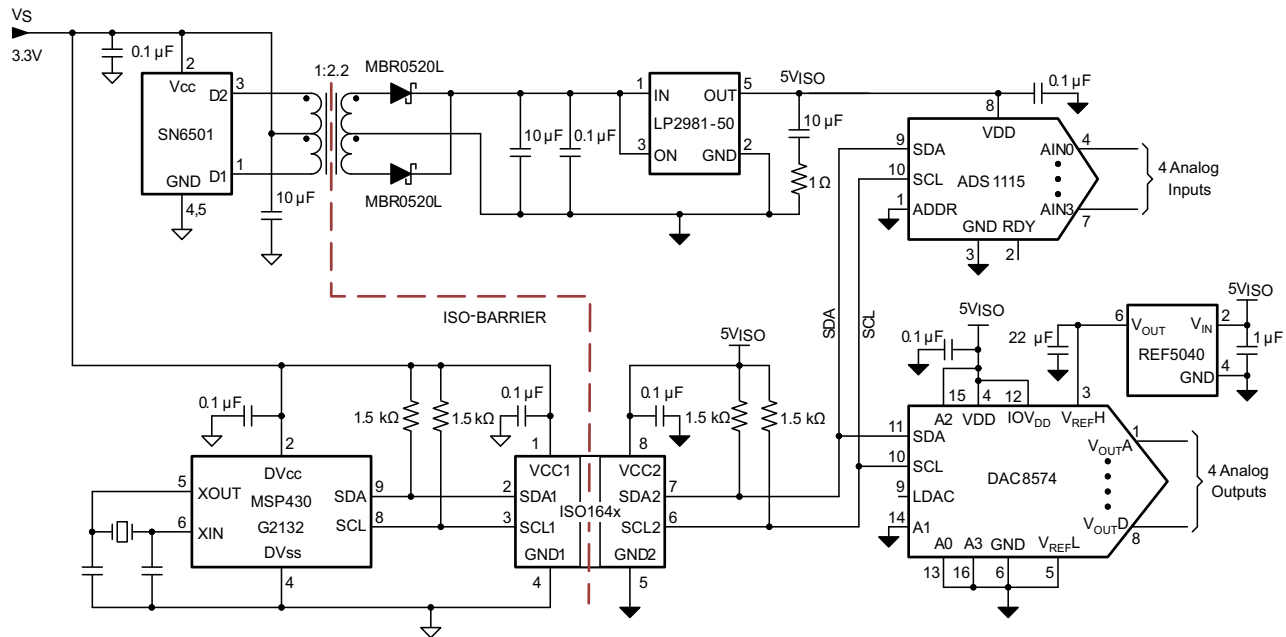 VS
3.3V
0.1 µF
2
Vcc
3
D2
SN6501
1
D1
GND
4,5
10 µF
1:2.2
MBR0520L
MBR0520L
10 µF
0.1 µF
1
IN
OUT
5
LP2981-50
3
ON
GND
2
5VISO
10 µF
1 Ω
0.1 µF
8
VDD
9
SDA
10
SCL
1
ADDR
ADS1115
AIN0
4
AIN3
7
GND
RDY
3
2
4 Analog
Inputs
ISO-BARRIER
SDA
SCL
0.1 µF
2
DVcc
5
XOUT
MSP430
G2132
6
XIN
SDA
9
SCL
8
DVss
4
1.5 kΩ
1.5 kΩ
0.1 µF
1
VCC1
2
SDA1
3
SCL1
GND1
4
ISO164x
8
VCC2
SDA2
7
SCL2
6
GND2
5
0.1 µF
5VISO
1.5 kΩ
1.5 kΩ
5VISO
0.1 µF
15
4
12
3
A2
VDD
IOVDD
VREFH
11
SDA
10
SCL
9
LDAC
14
A1
DAC8574
VOUTA
1
VOUTD
8
A0
A3
GND
VREFL
13
16
6
5
4 Analog
Outputs
22 µF
6
VOUT
VIN
2
REF5040
GND
4
5VISO
1 µF